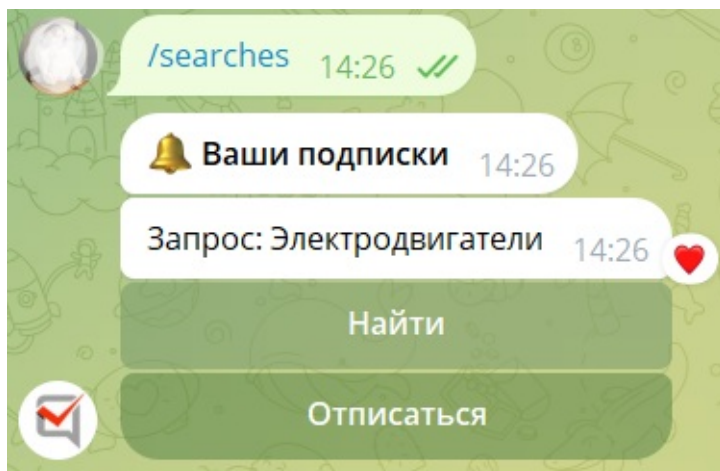 /searches 14:26
🔔 Ваши подписки 14:26
Запрос: Электродвигатели 14:26
Найти
Отписаться